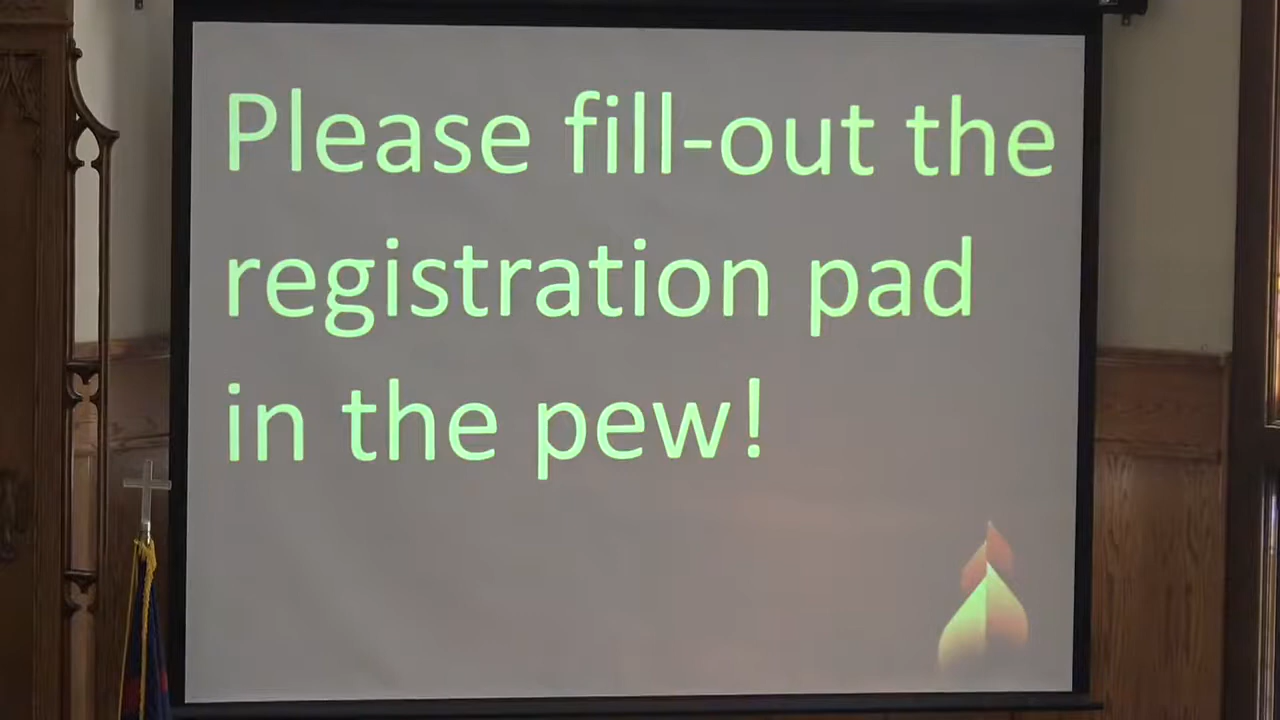 Please fill-out the
registration pad
in the pew!